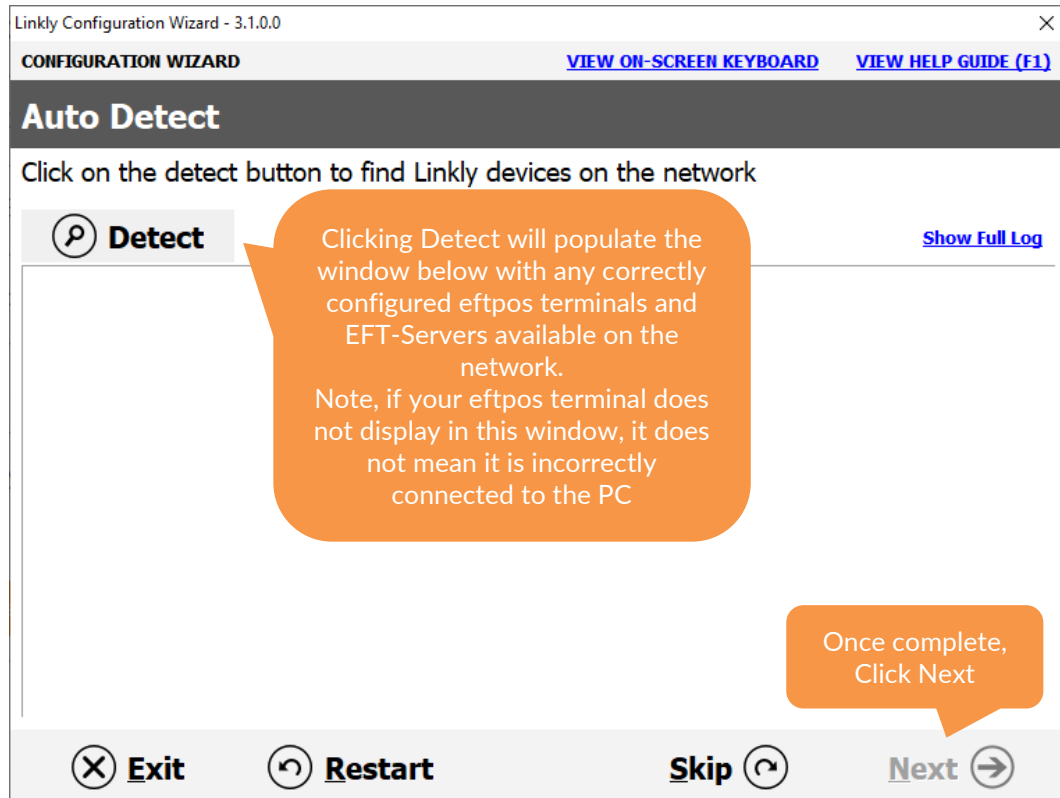 Linkly Configuration Wizard - 3.1.0.0
CONFIGURATION WIZARD
VIEW ON-SCREEN KEYBOARD
VIEW HELP GUIDE (F1)
Auto Detect
Click on the detect button to find Linkly devices on the network
Detect
Show Full Log
Clicking Detect will populate the
window below with any correctly
configured eftpos terminals and
EFT-Servers available on the
network.
Note, if your eftpos terminal does
not display in this window, it does
not mean it is incorrectly
connected to the PC
Once complete,
Click Next
Exit
Restart
Skip
Next